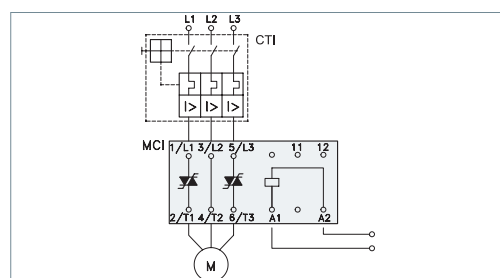 L1 L2 L3
CTI
I> I> I>
MCI 1/L1 3/L2 5/L3 11 12
2/T1 4/T2 6/T3 A1 A2
M